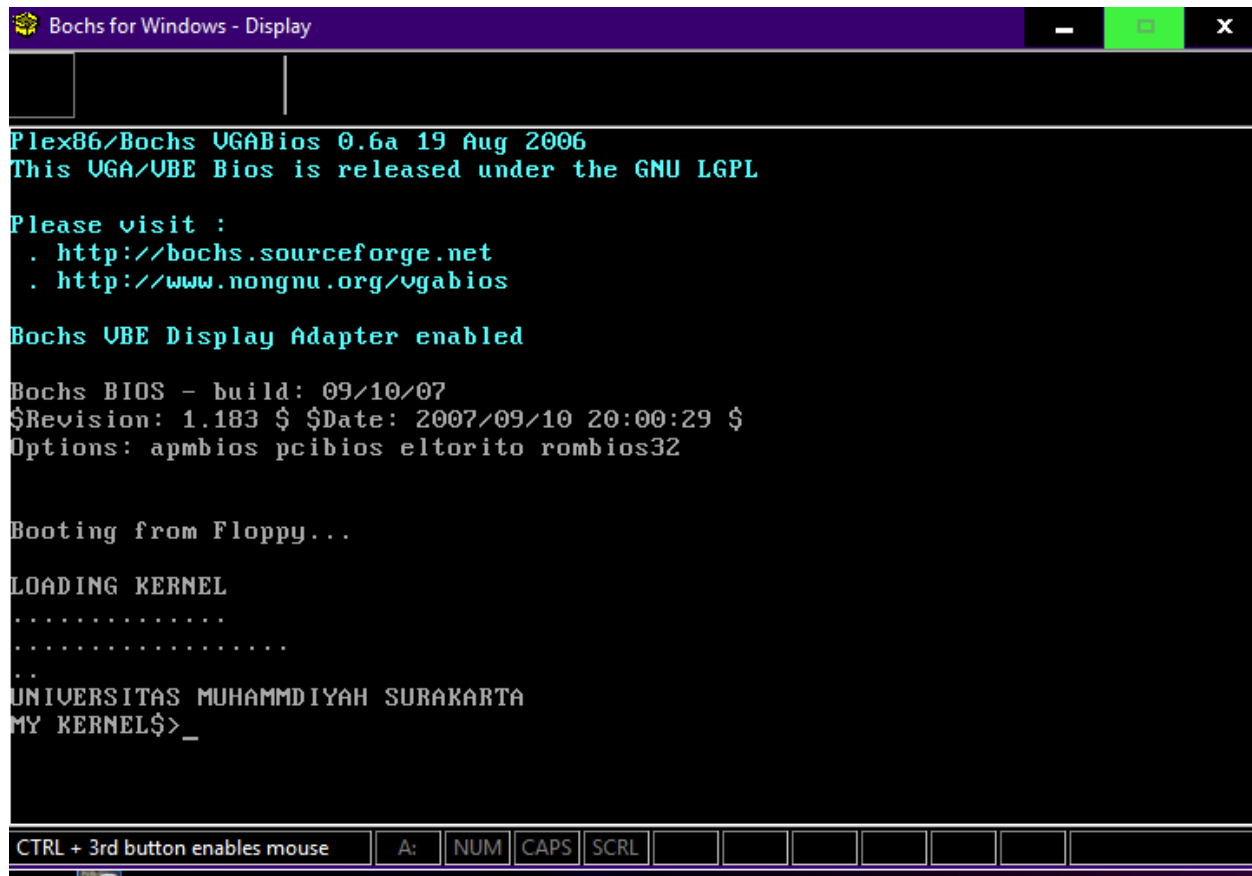 Bochs for Windows - Display
Plex86/Bochs VGABios 0.6a 19 Aug 2006
This VGA/VBE Bios is released under the GNU LGPL
Please visit :
. http://bochs.sourceforge.net
. http://www.nongnu.org/vgabios
Bochs VBE Display Adapter enabled
Bochs BIOS - build: 09/10/07
$Revision: 1.183 $ $Date: 2007/09/10 20:00:29 $
Options: apmbios pcibios eltorito rombios32
Booting from Floppy...
LOADING KERNEL
..............
..................
..
UNIVERSITAS MUHAMMDIYAH SURAKARTA
MY KERNEL$>_
CTRL + 3rd button enables mouse A: NUM CAPS SCRL